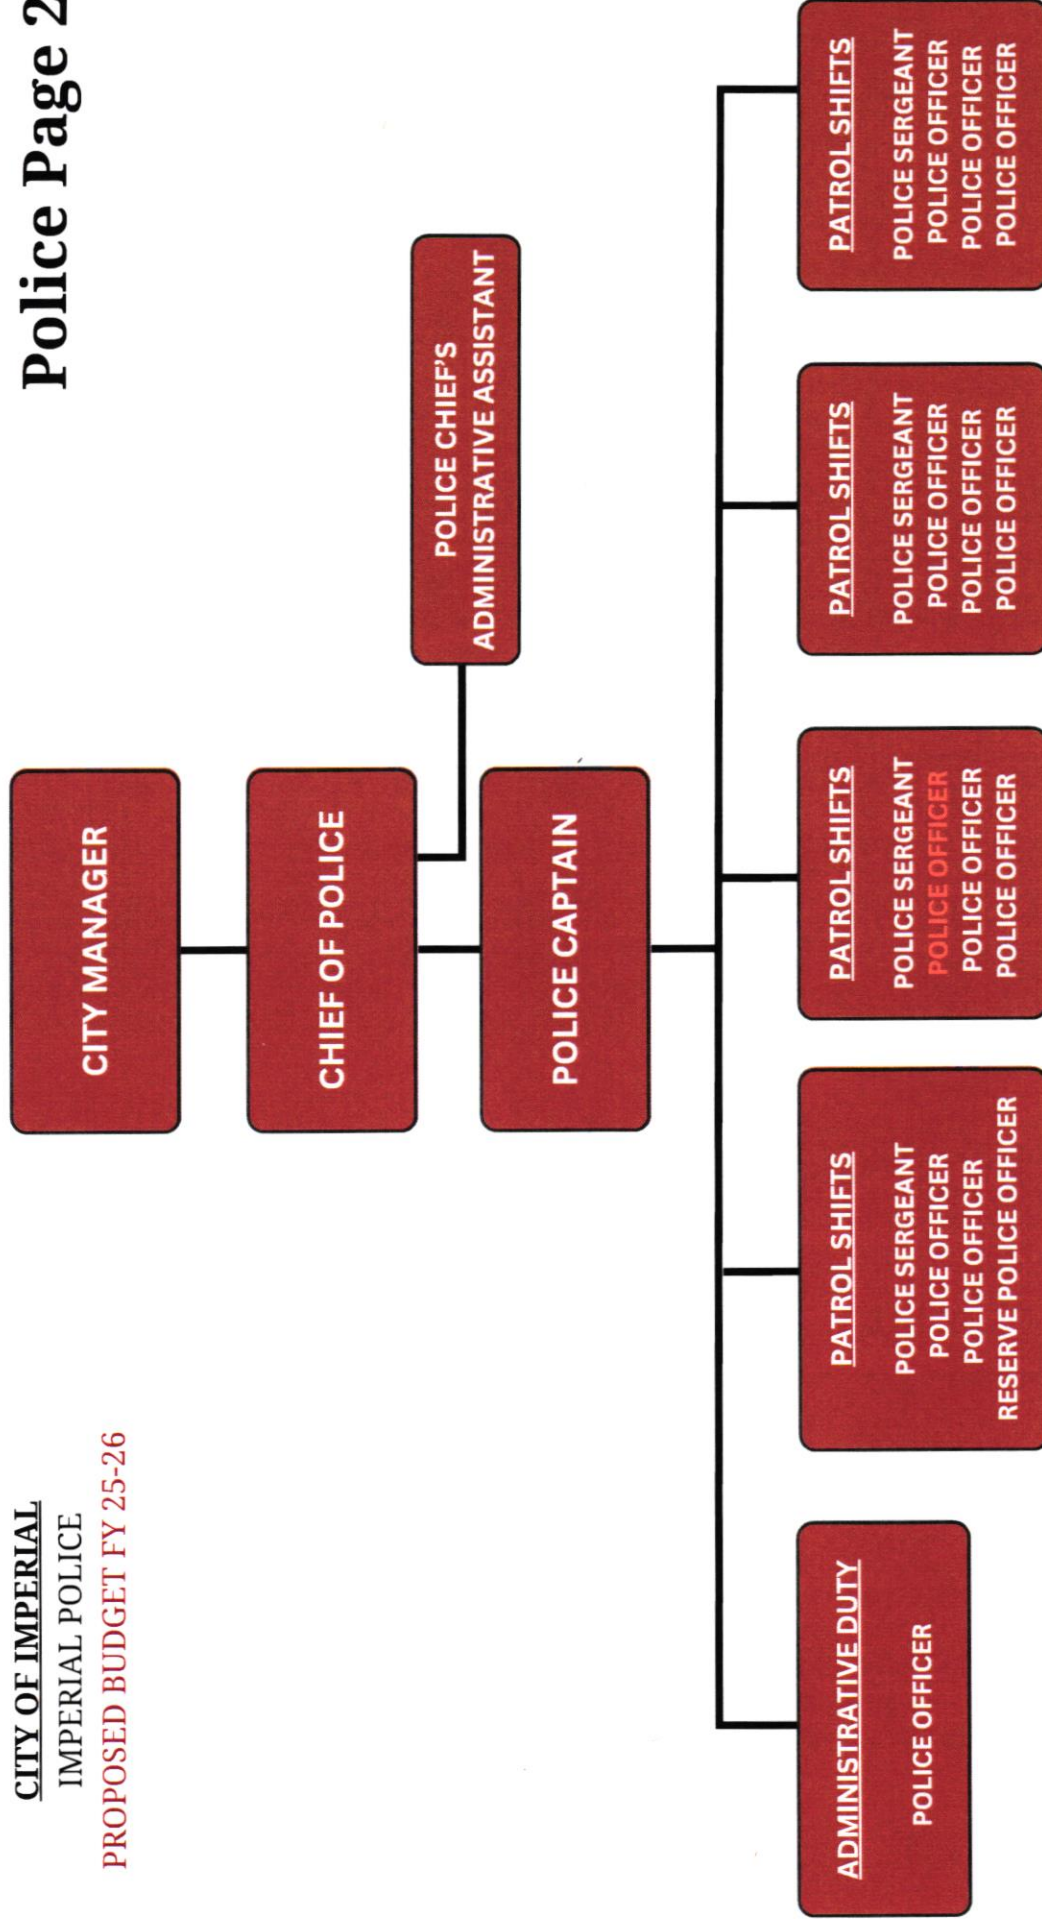 CITY OF IMPERIAL
IMPERIAL POLICE
PROPOSED BUDGET FY 25-26
Police Page 2
CITY MANAGER
CHIEF OF POLICE
POLICE CHIEF'S
ADMINISTRATIVE ASSISTANT
POLICE CAPTAIN
ADMINISTRATIVE DUTY
POLICE OFFICER
PATROL SHIFTS
POLICE SERGEANT
POLICE OFFICER
POLICE OFFICER
RESERVE POLICE OFFICER
PATROL SHIFTS
POLICE SERGEANT
POLICE OFFICER
POLICE OFFICER
POLICE OFFICER
PATROL SHIFTS
POLICE SERGEANT
POLICE OFFICER
POLICE OFFICER
POLICE OFFICER
PATROL SHIFTS
POLICE SERGEANT
POLICE OFFICER
POLICE OFFICER
POLICE OFFICER